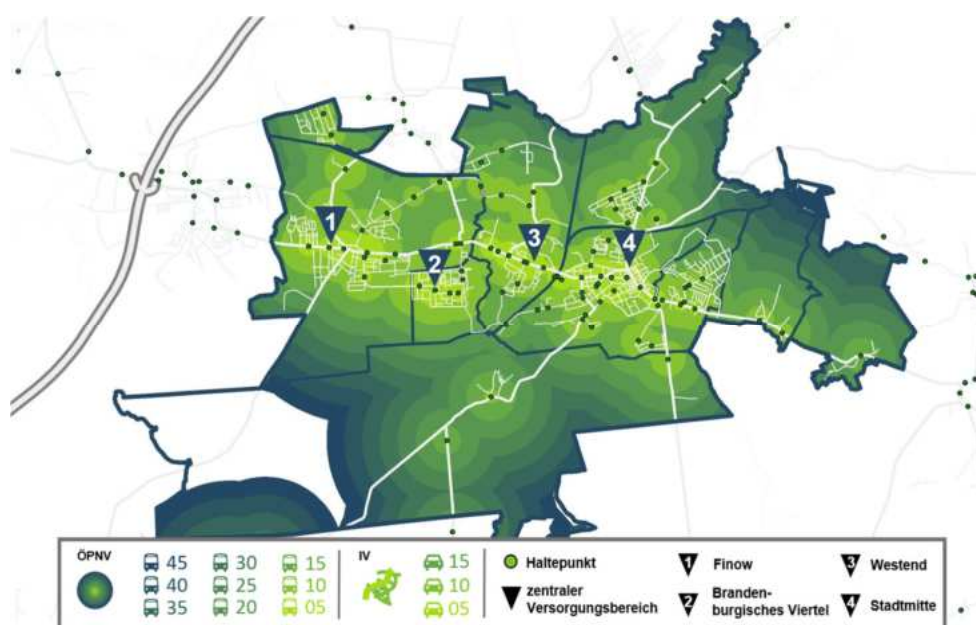 1
2
3
4
ÖPNV
45
40
35
30
25
20
15
10
05
IV
15
10
05
Haltepunkt
zentraler
Versorgungsbereich
1 Finow
2 Branden-
burgisches Viertel
3 Westend
4 Stadtmitte